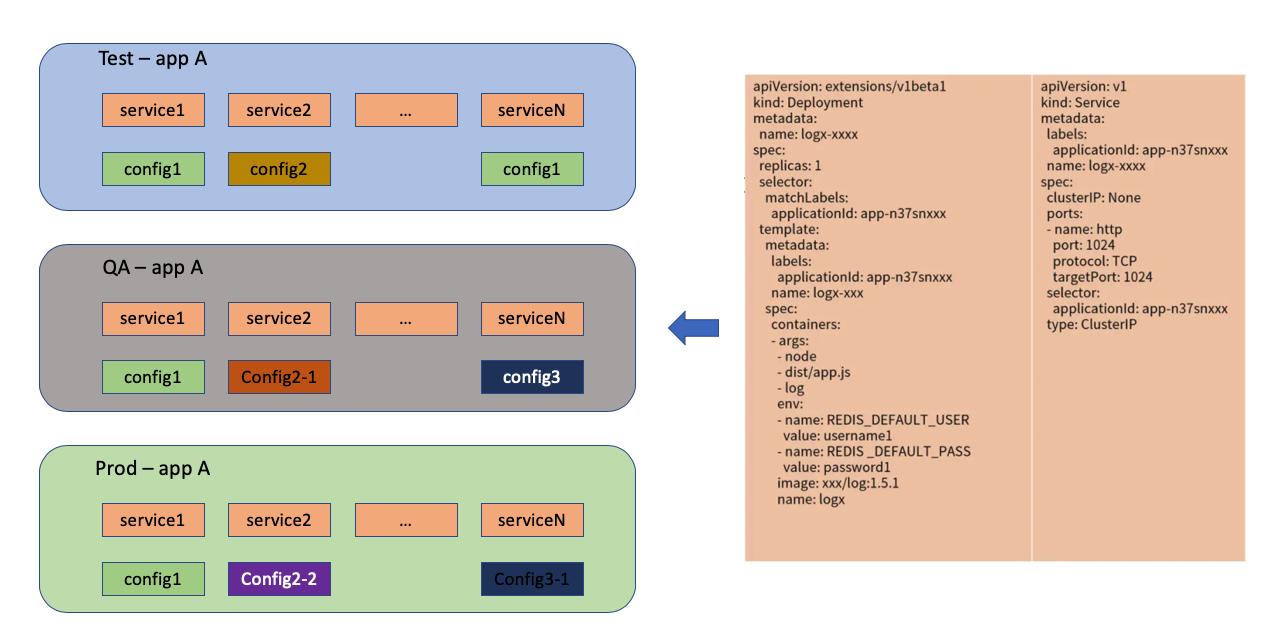 Test – app A
service1
service2
...
serviceN
config1
config2
config1
QA – app A
service1
service2
...
serviceN
config1
Config2-1
config3
Prod – app A
service1
service2
...
serviceN
config1
Config2-2
Config3-1
apiVersion: extensions/v1beta1
kind: Deployment
metadata:
name: logx-xxxx
spec:
replicas: 1
selector:
matchLabels:
applicationId: app-n37snxxx
template:
metadata:
labels:
applicationId: app-n37snxxx
name: logx-xxx
spec:
containers:
- args:
- node
- dist/app.js
- log
env:
- name: REDIS_DEFAULT_USER
value: username1
- name: REDIS _DEFAULT_PASS
value: password1
image: xxx/log:1.5.1
name: logx
apiVersion: v1
kind: Service
metadata:
labels:
applicationId: app-n37snxxx
name: logx-xxxx
spec:
clusterIP: None
ports:
- name: http
port: 1024
protocol: TCP
targetPort: 1024
selector:
applicationId: app-n37snxxx
type: ClusterIP